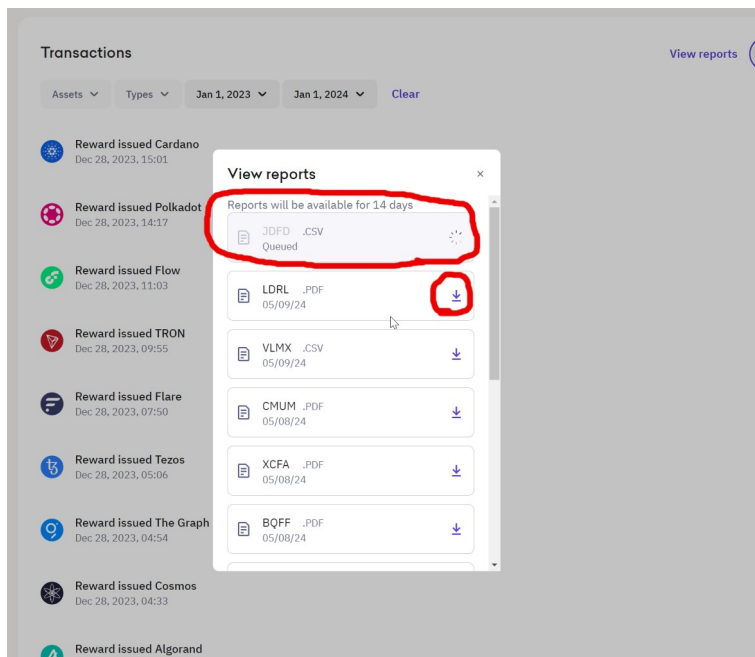 Transactions
View reports
Assets Types Jan 1, 2023 Jan 1, 2024 Clear
Reward issued Cardano
Dec 28, 2023, 15:01
Reward issued Polkadot
Dec 28, 2023, 14:17
Reward issued Flow
Dec 28, 2023, 11:03
Reward issued TRON
Dec 28, 2023, 09:55
Reward issued Flare
Dec 28, 2023, 07:50
Reward issued Tezos
Dec 28, 2023, 05:06
Reward issued The Graph
Dec 28, 2023, 04:54
Reward issued Cosmos
Dec 28, 2023, 04:33
Reward issued Algorand
View reports ×
Reports will be available for 14 days
JDFD .CSV
Queued
LDRL .PDF
05/09/24
VLMX .CSV
05/09/24
CMUM .PDF
05/08/24
XCFA .PDF
05/08/24
BQFF .PDF
05/08/24